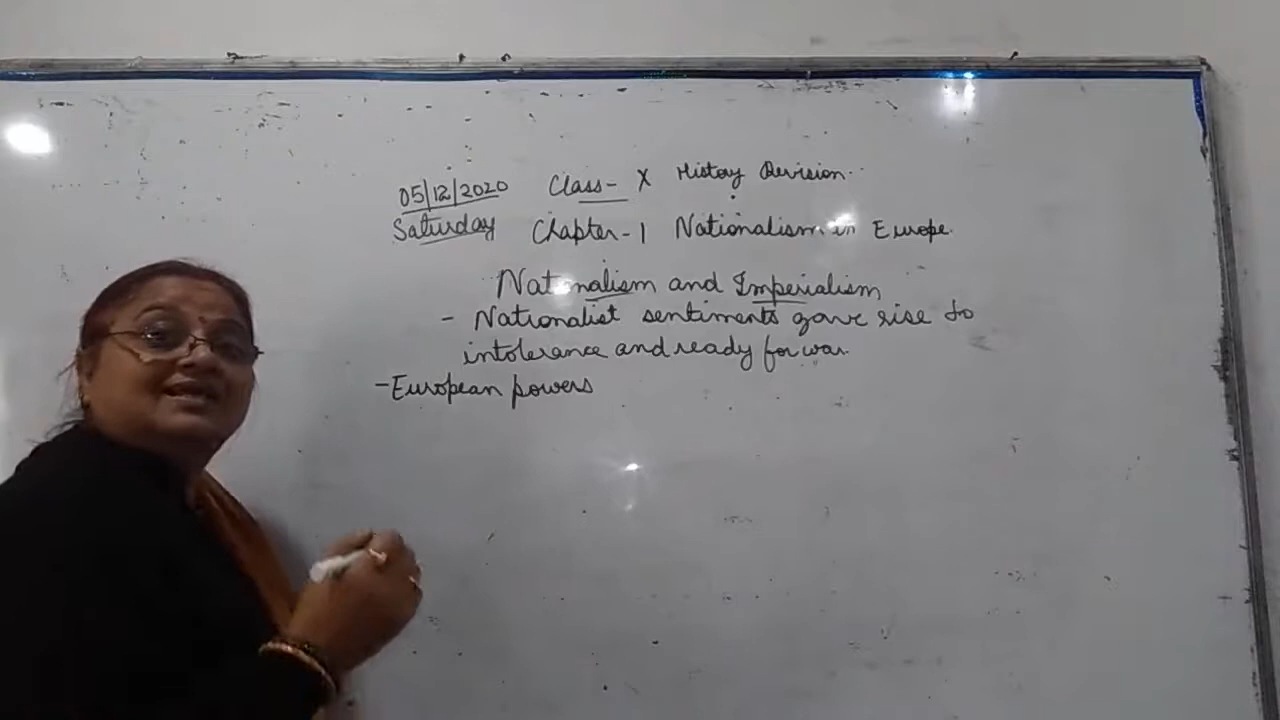 05/12/2020 Class- X History Revision..
Saturday Chapter-1 Nationalism in Europe.
Nationalism and Imperialism
- Nationalist sentiments gave rise to
intolerance and ready for war.
- European powers